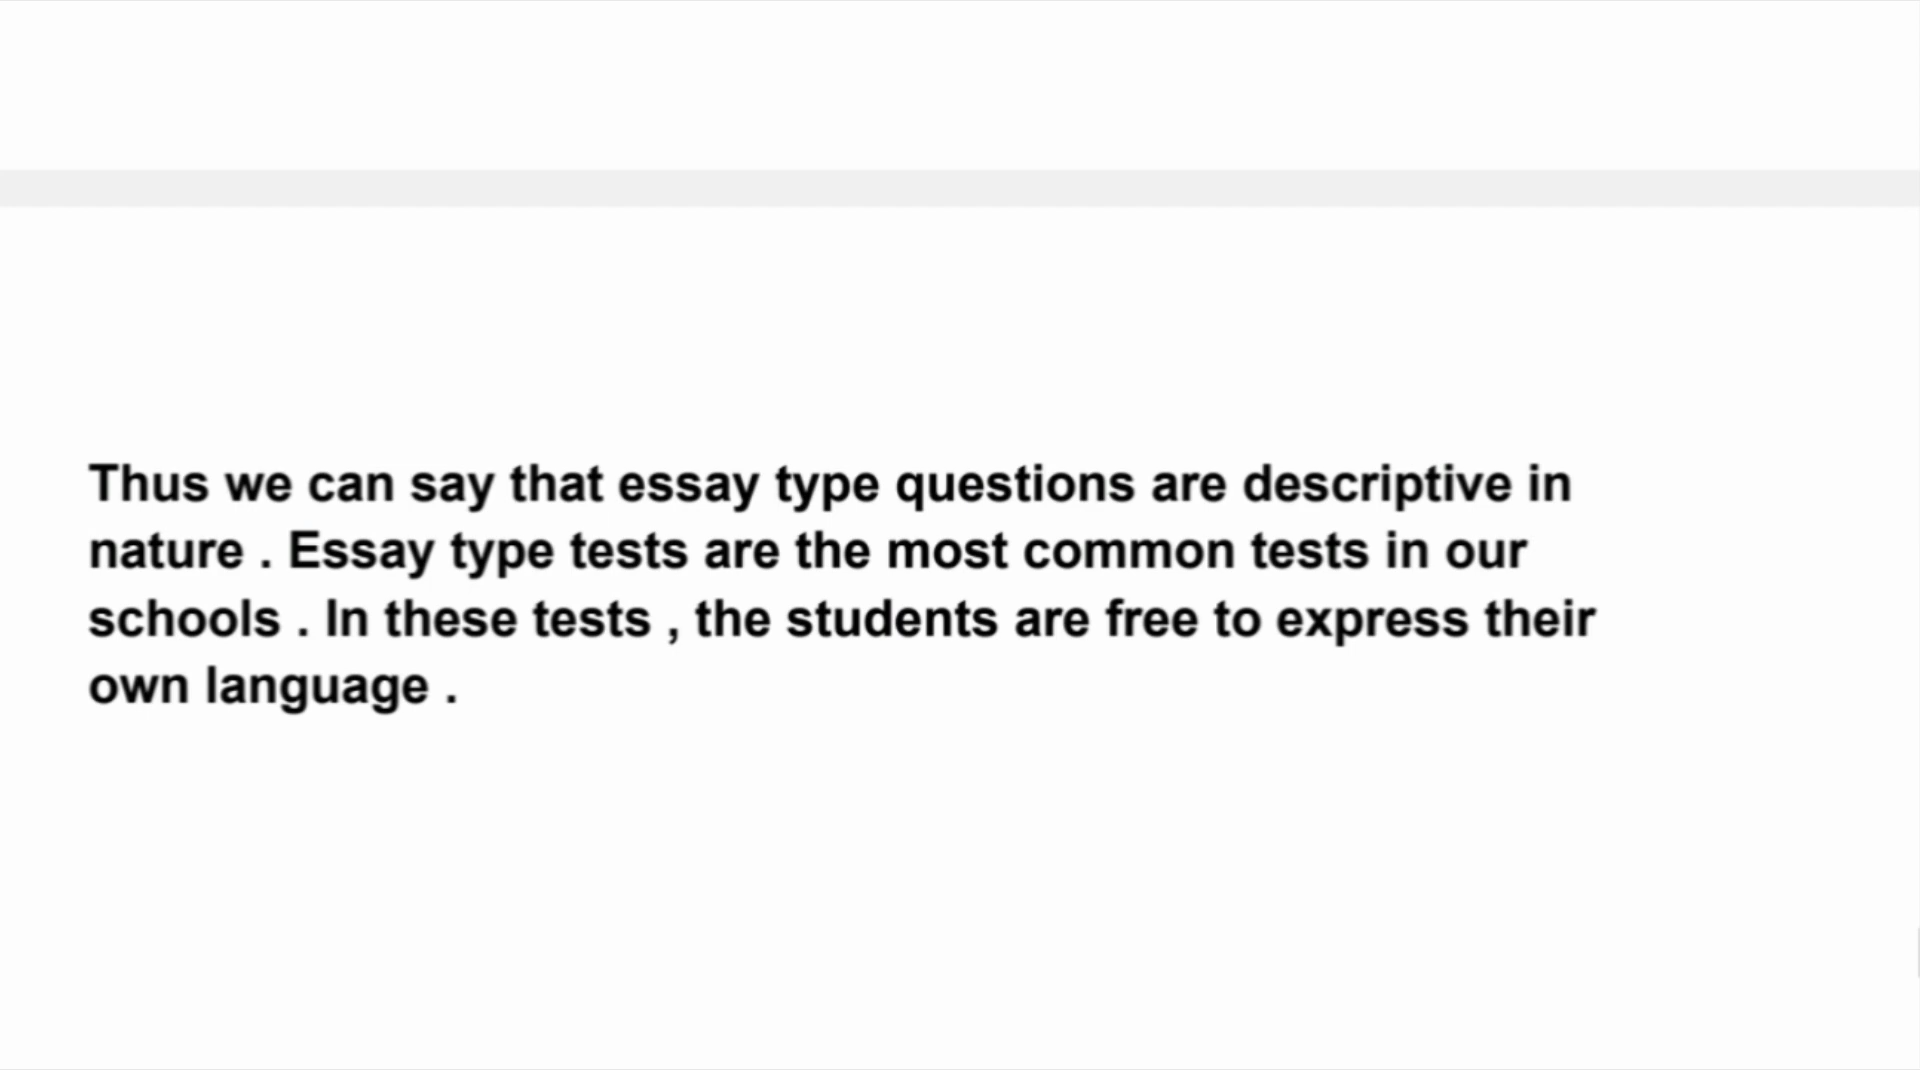 Thus we can say that essay type questions are descriptive in
nature . Essay type tests are the most common tests in our
schools . In these tests , the students are free to express their
own language .